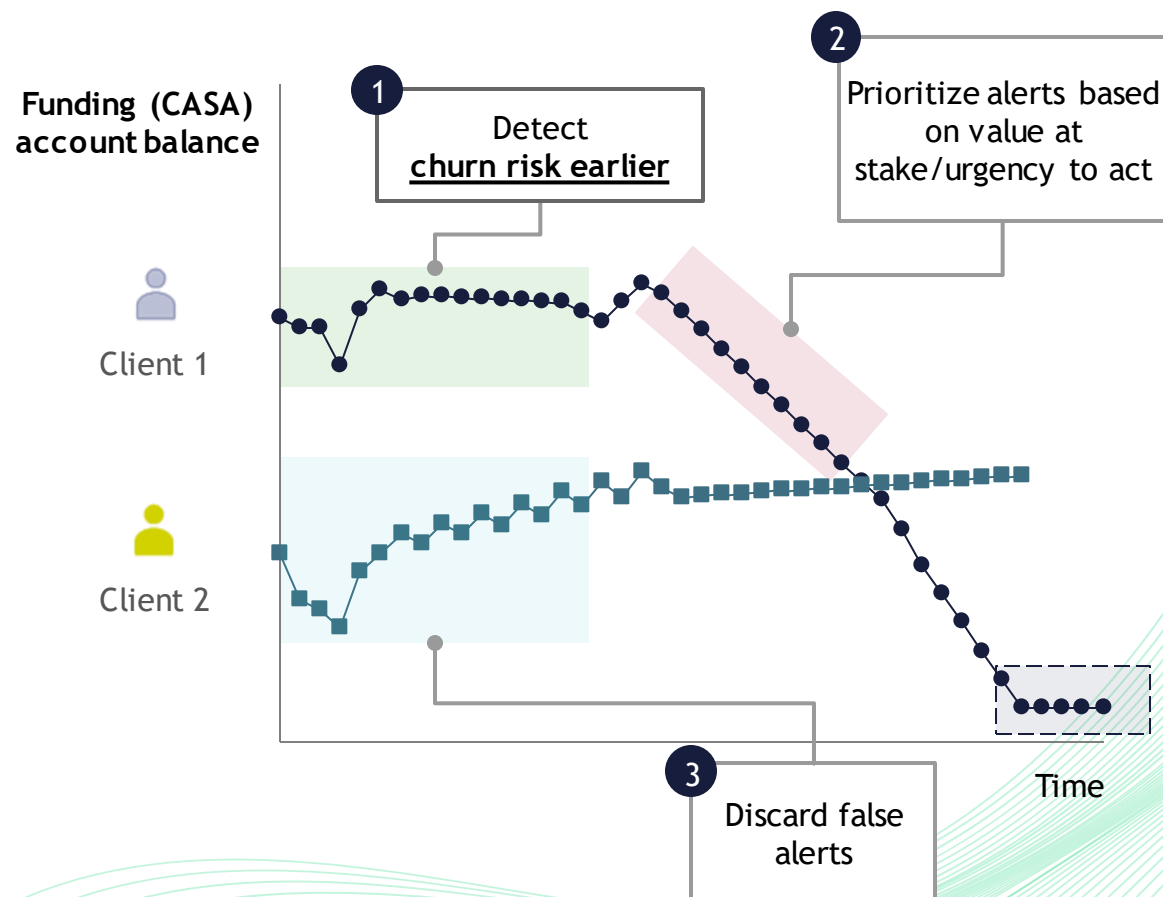 Funding (CASA)
account balance
1
Detect
churn risk earlier
2
Prioritize alerts based
on value at
stake/urgency to act
Client 1
Client 2
3
Discard false
alerts
Time